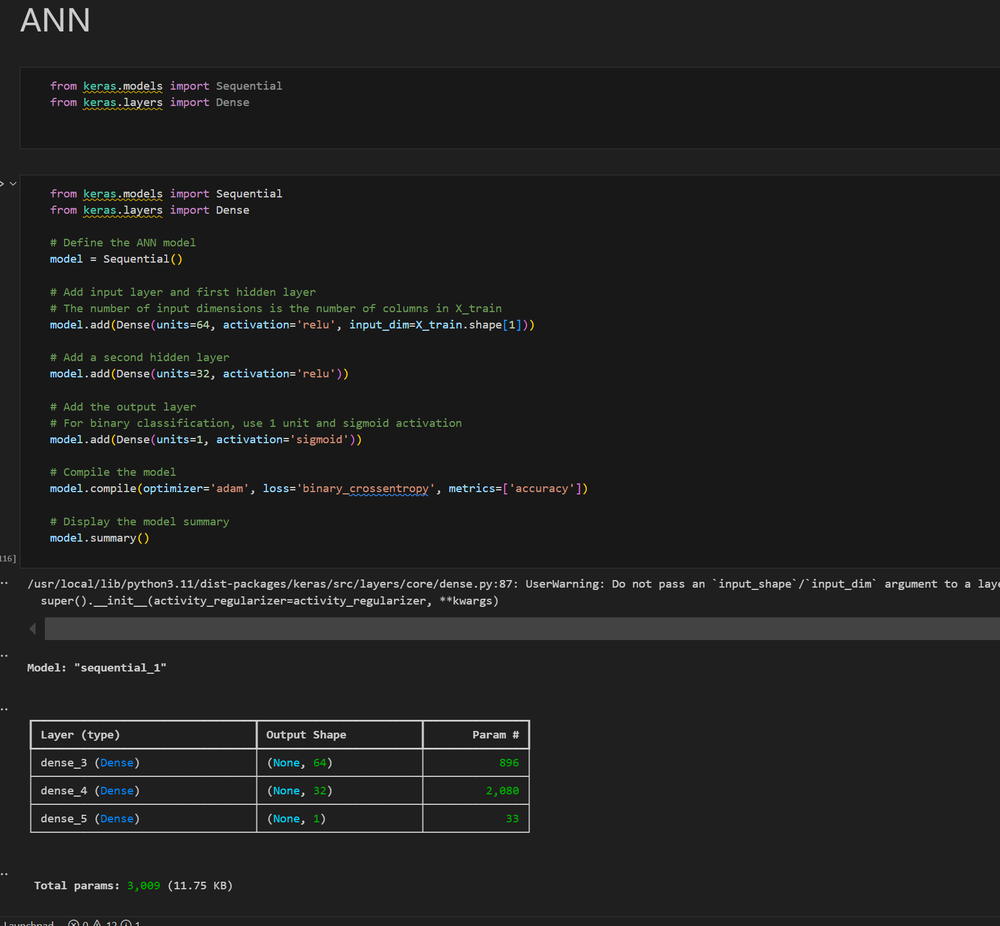 ANN
from keras.models import Sequential
from keras.layers import Dense
from keras.models import Sequential
from keras.layers import Dense
# Define the ANN model
model = Sequential()
# Add input layer and first hidden layer
# The number of input dimensions is the number of columns in X_train
model.add(Dense(units=64, activation='relu', input_dim=X_train.shape[1]))
# Add a second hidden layer
model.add(Dense(units=32, activation='relu'))
# Add the output layer
# For binary classification, use 1 unit and sigmoid activation
model.add(Dense(units=1, activation='sigmoid'))
# Compile the model
model.compile(optimizer='adam', loss='binary_crossentropy', metrics=['accuracy'])
# Display the model summary
model.summary()
116]
/usr/local/lib/python3.11/dist-packages/keras/src/layers/core/dense.py:87: UserWarning: Do not pass an `input_shape`/`input_dim` argument to a
super().__init__(activity_regularizer=activity_regularizer, **kwargs)
Model: "sequential_1"
Layer (type) Output Shape Param #
dense_3 (Dense) (None, 64) 896
dense_4 (Dense) (None, 32) 2,080
dense_5 (Dense) (None, 1) 33
Total params: 3,009 (11.75 KB)
Launchpad 0 12 1